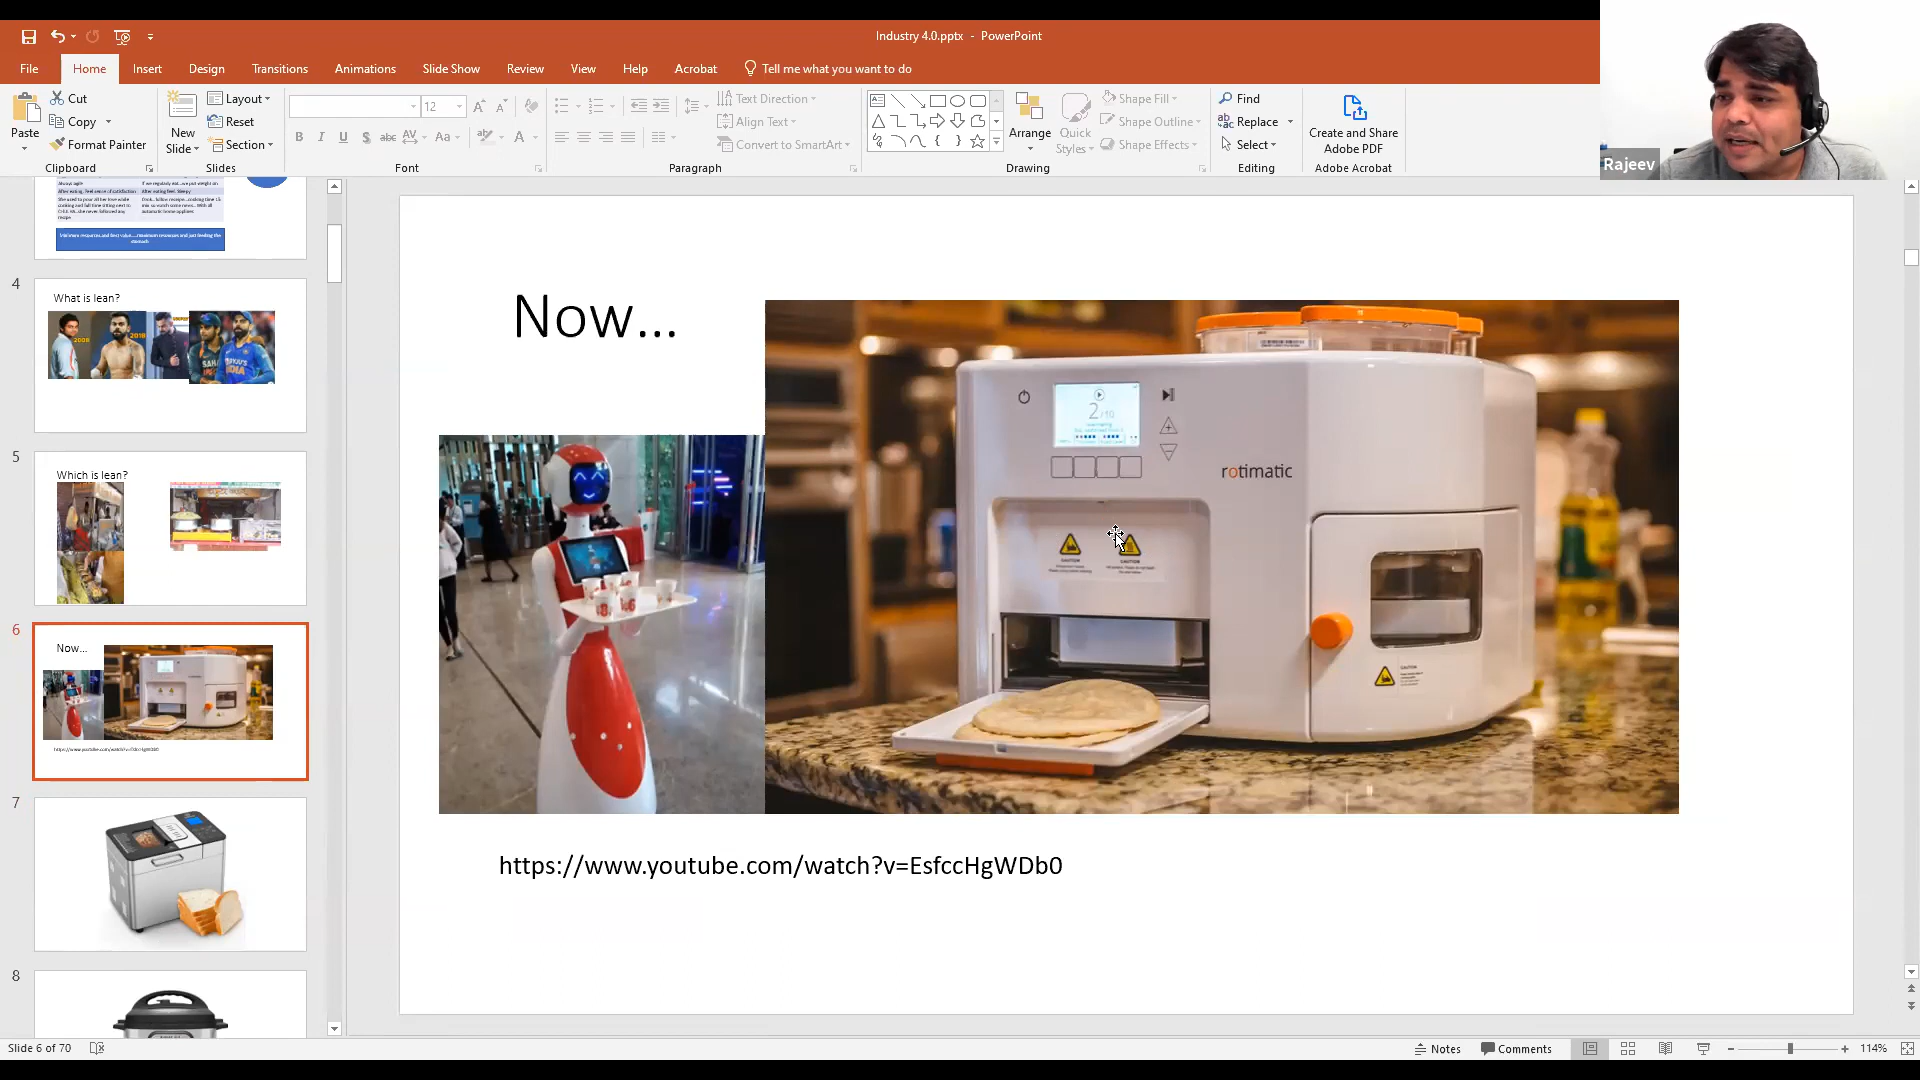 Industry 4.0.pptx - PowerPoint
File Home Insert Design Transitions Animations Slide Show Review View Help Acrobat Tell me what you want to do
Paste
Cut
Copy
Format Painter
Clipboard
New Slide
Layout
Reset
Section
Slides
12
Font
Text Direction
Align Text
Convert to SmartArt
Paragraph
Arrange
Quick Styles
Shape Fill
Shape Outline
Shape Effects
Drawing
Find
Replace
Select
Editing
Create and Share
Adobe PDF
Adobe Acrobat
Rajeev
4
What is lean?
5
Which is lean?
6
Now...
7
8
Now...
2/10
rotimatic
CAUTION
CAUTION
https://www.youtube.com/watch?v=EsfccHgWDb0
Slide 6 of 70
Notes Comments 114%